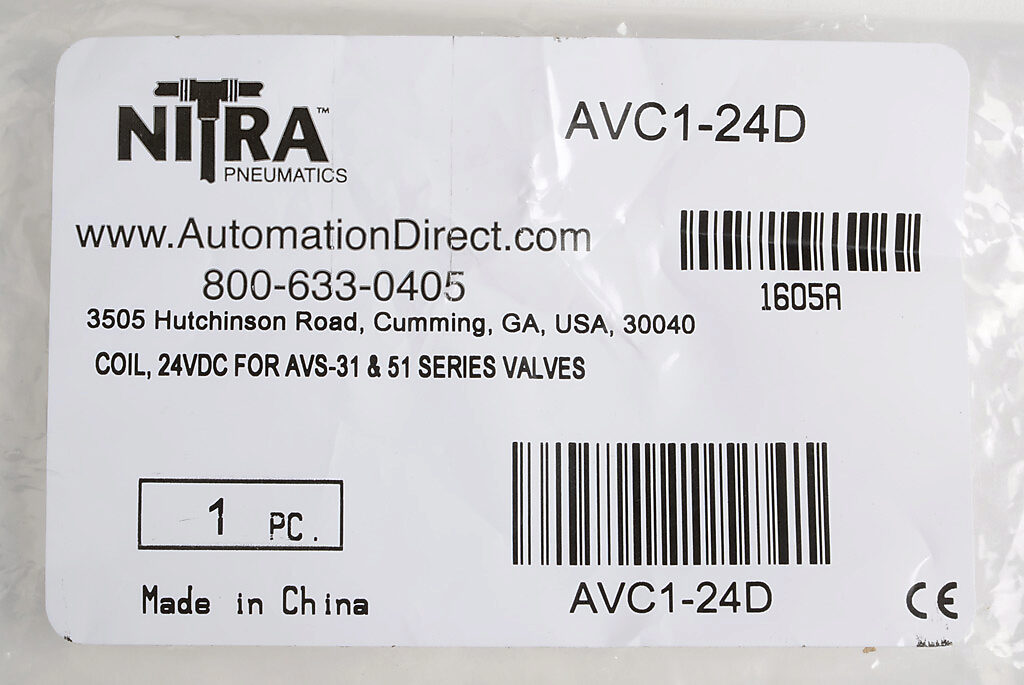 NITRA™
PNEUMATICS
AVC1-24D
www.AutomationDirect.com
800-633-0405
1605A
3505 Hutchinson Road, Cumming, GA, USA, 30040
COIL, 24VDC FOR AVS-31 & 51 SERIES VALVES
1 PC.
Made in China
AVC1-24D
CE